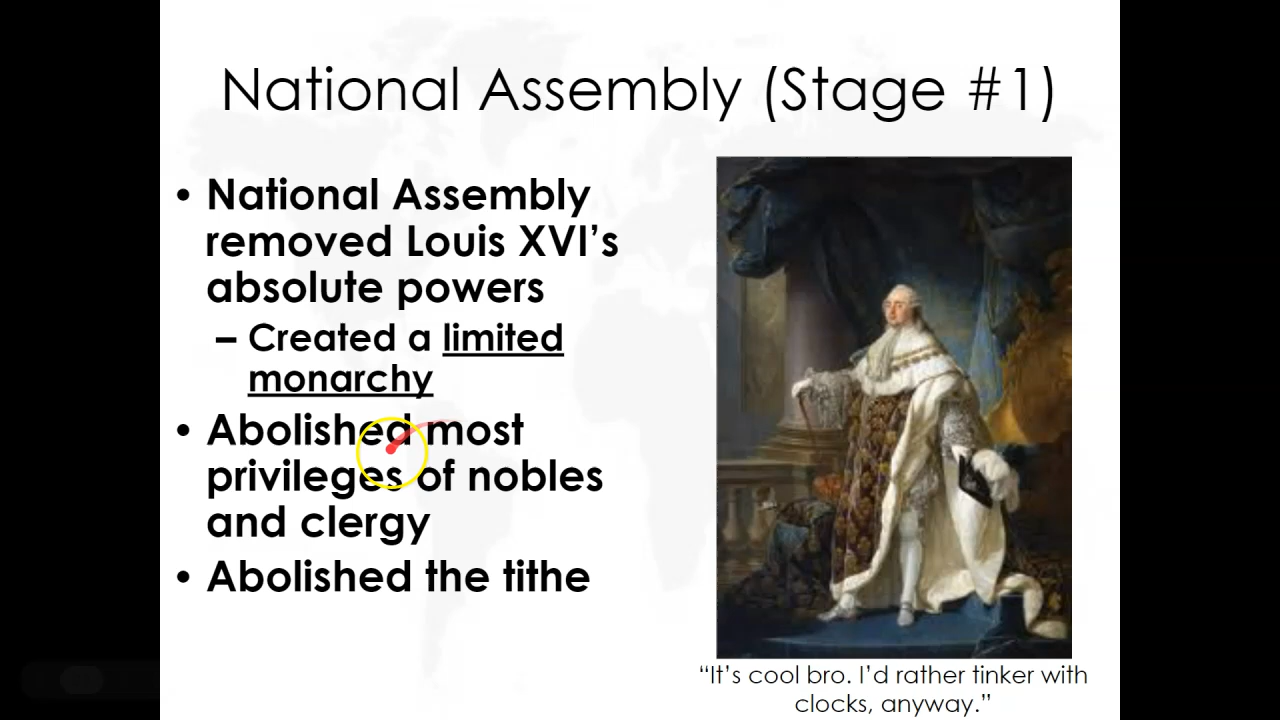 National Assembly (Stage #1)
• National Assembly
removed Louis XVI’s
absolute powers
– Created a limited
monarchy
• Abolished most
privileges of nobles
and clergy
• Abolished the tithe
“It’s cool bro. I’d rather tinker with
clocks, anyway.”